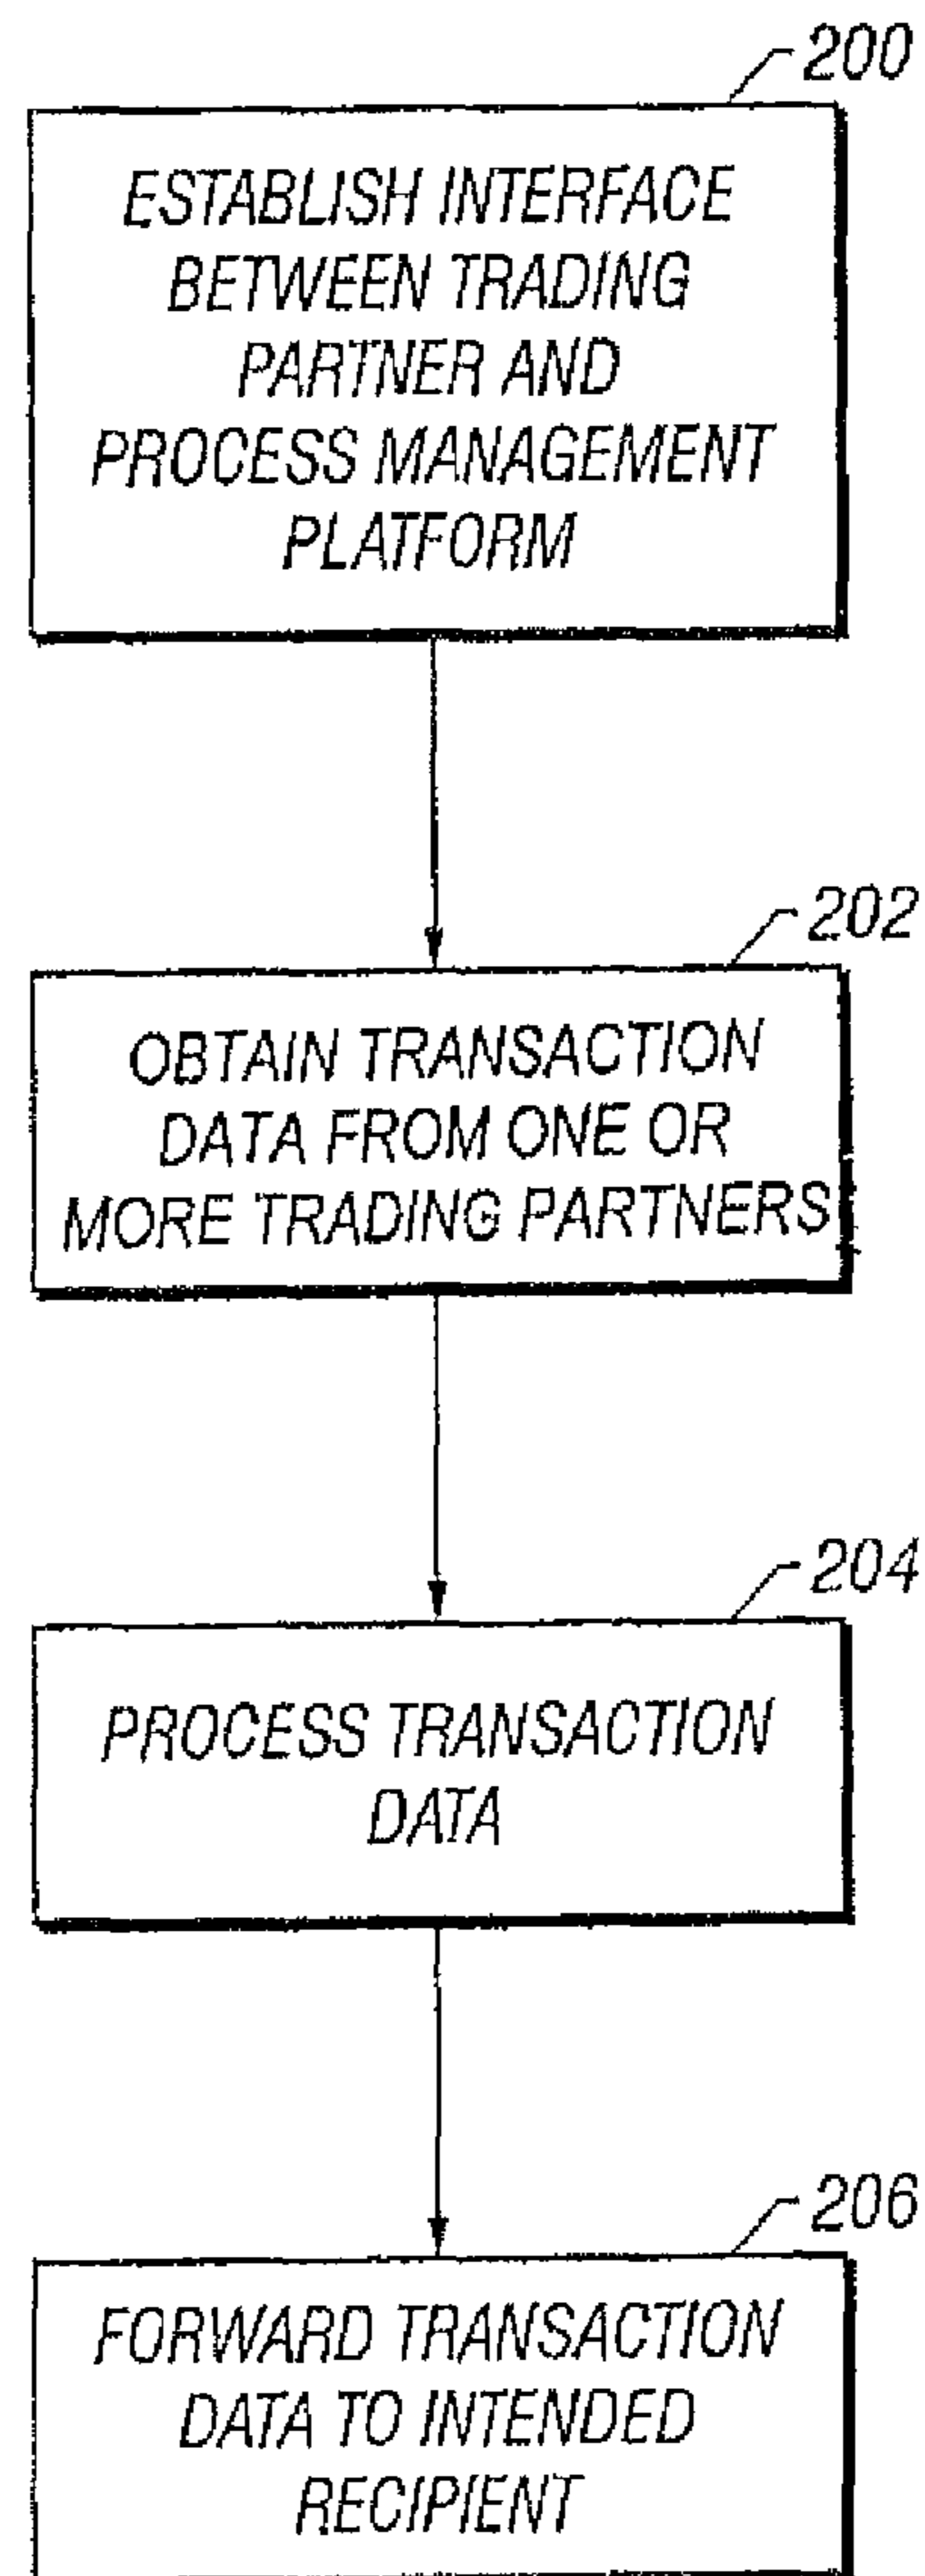 200
ESTABLISH INTERFACE
BETWEEN TRADING
PARTNER AND
PROCESS MANAGEMENT
PLATFORM
202
OBTAIN TRANSACTION
DATA FROM ONE OR
MORE TRADING PARTNERS
204
PROCESS TRANSACTION
DATA
206
FORWARD TRANSACTION
DATA TO INTENDED
RECIPIENT